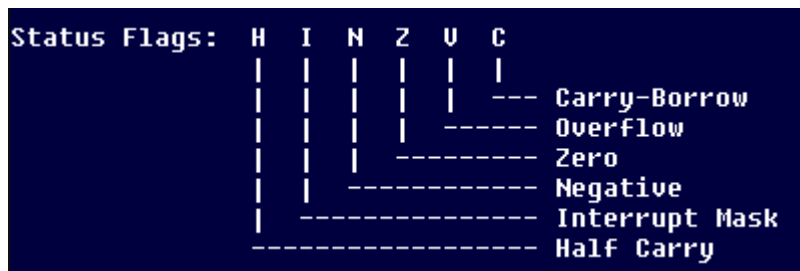 Status Flags: H I N Z V C
| | | | | |
| | | | | --- Carry-Borrow
| | | | ------ Overflow
| | | --------- Zero
| | ------------ Negative
| --------------- Interrupt Mask
------------------ Half Carry